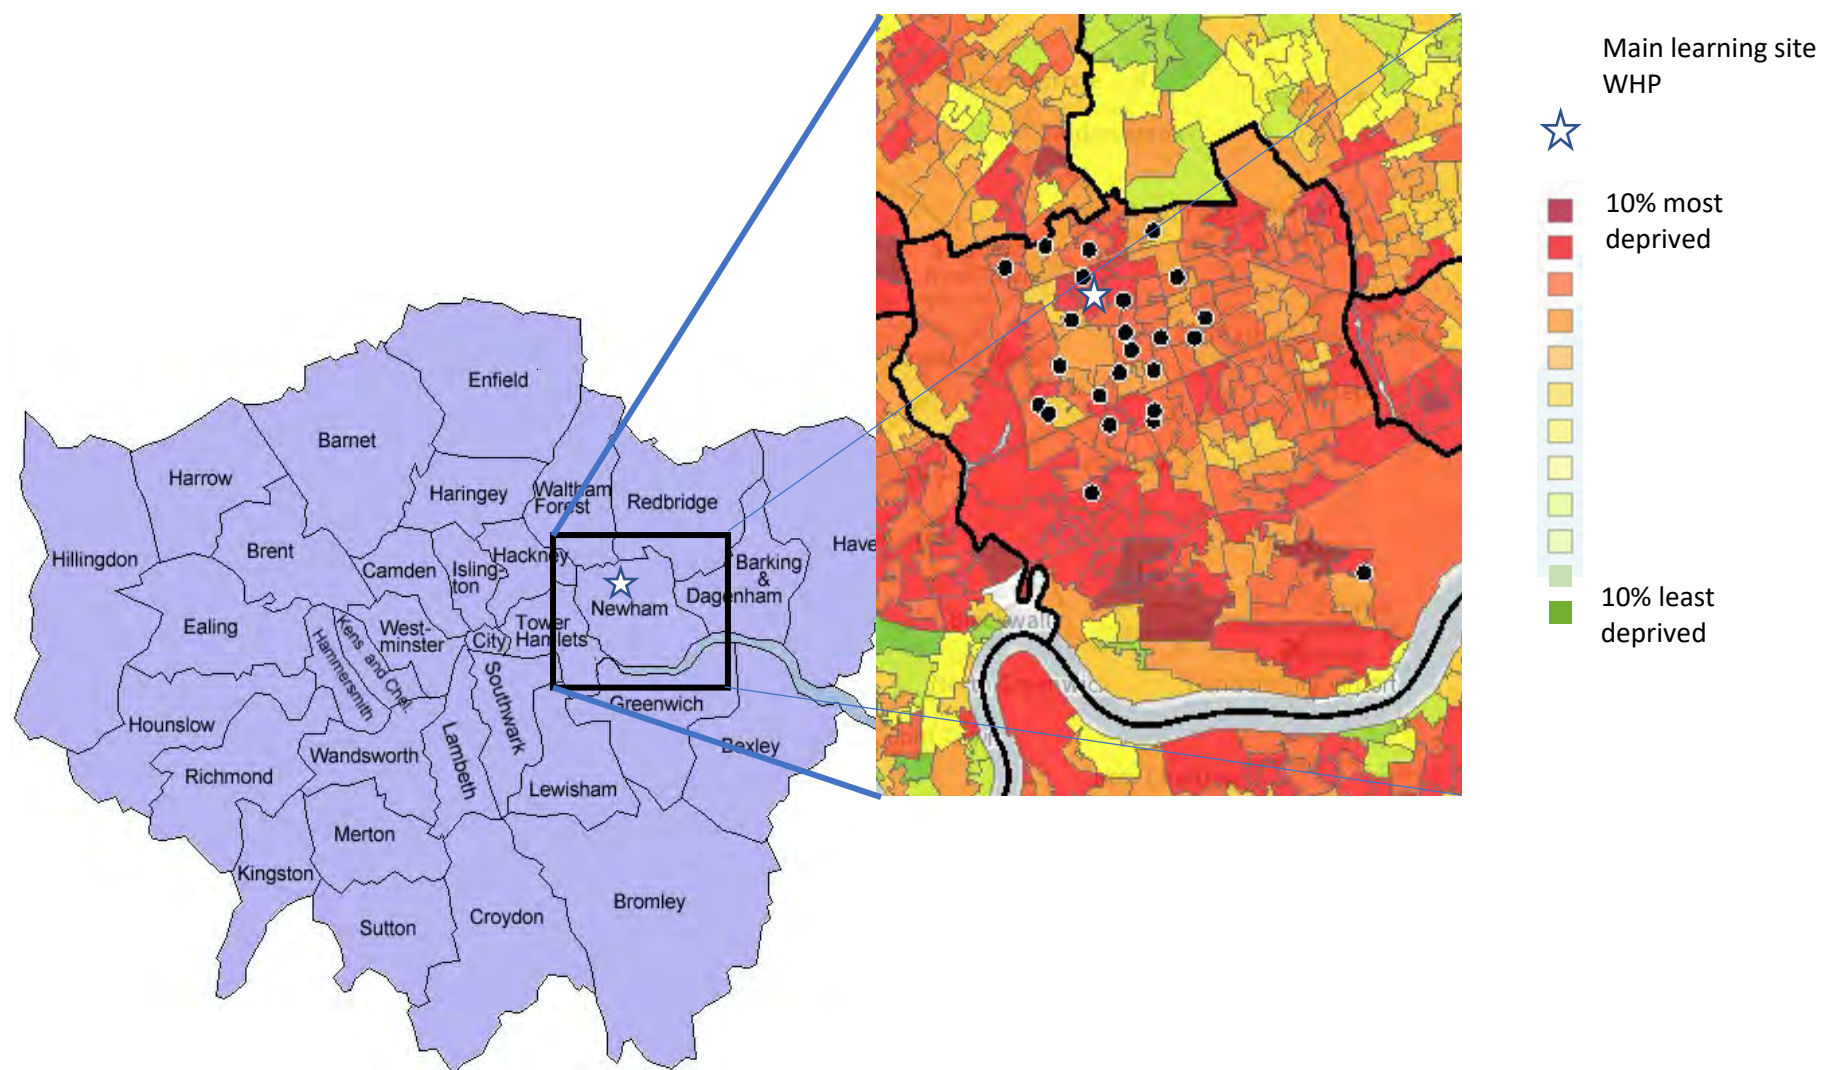 Main learning site
WHP
10% most
deprived
10% least
deprived
Enfield
Barnet
Harrow
Haringey
Waltham
Forest
Redbridge
Hillingdon
Brent
Camden
Isling-
ton
Hackney
Have
Barking
&
Dagenham
Newham
Ealing
Kens. and Chel.
Hammersmith
West-
minster
City
Tower
Hamlets
Southwark
Greenwich
Hounslow
Wandsworth
Lambeth
Bexley
Richmond
Lewisham
Merton
Kingston
Sutton
Croydon
Bromley